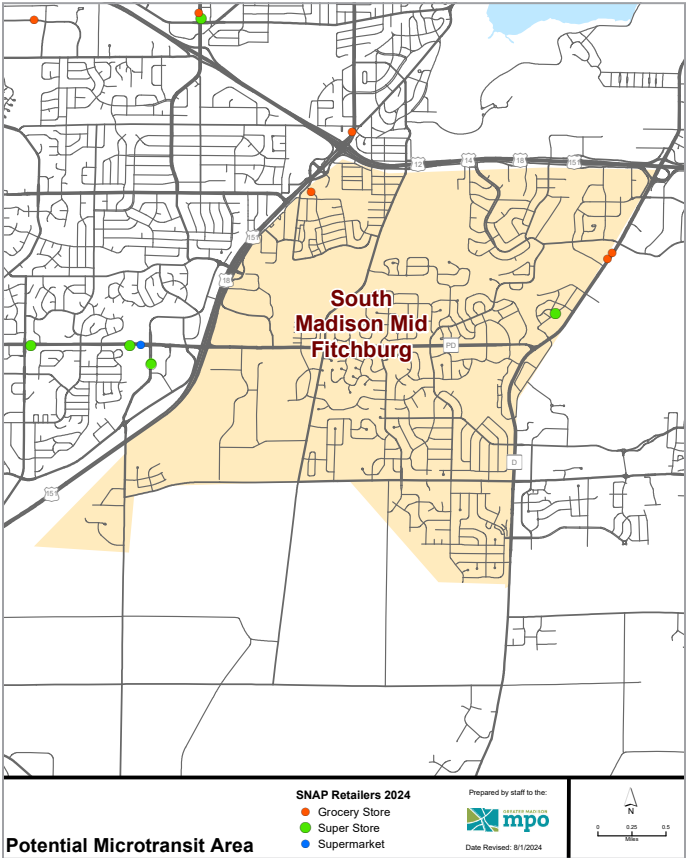 12
14
18
151
151
18
South
Madison Mid
Fitchburg
PD
D
151
SNAP Retailers 2024
Grocery Store
Super Store
Supermarket
Potential Microtransit Area
Prepared by staff to the:
GREATER MADISON
mpo
Date Revised: 8/1/2024
N
0 0.25 0.5
Miles